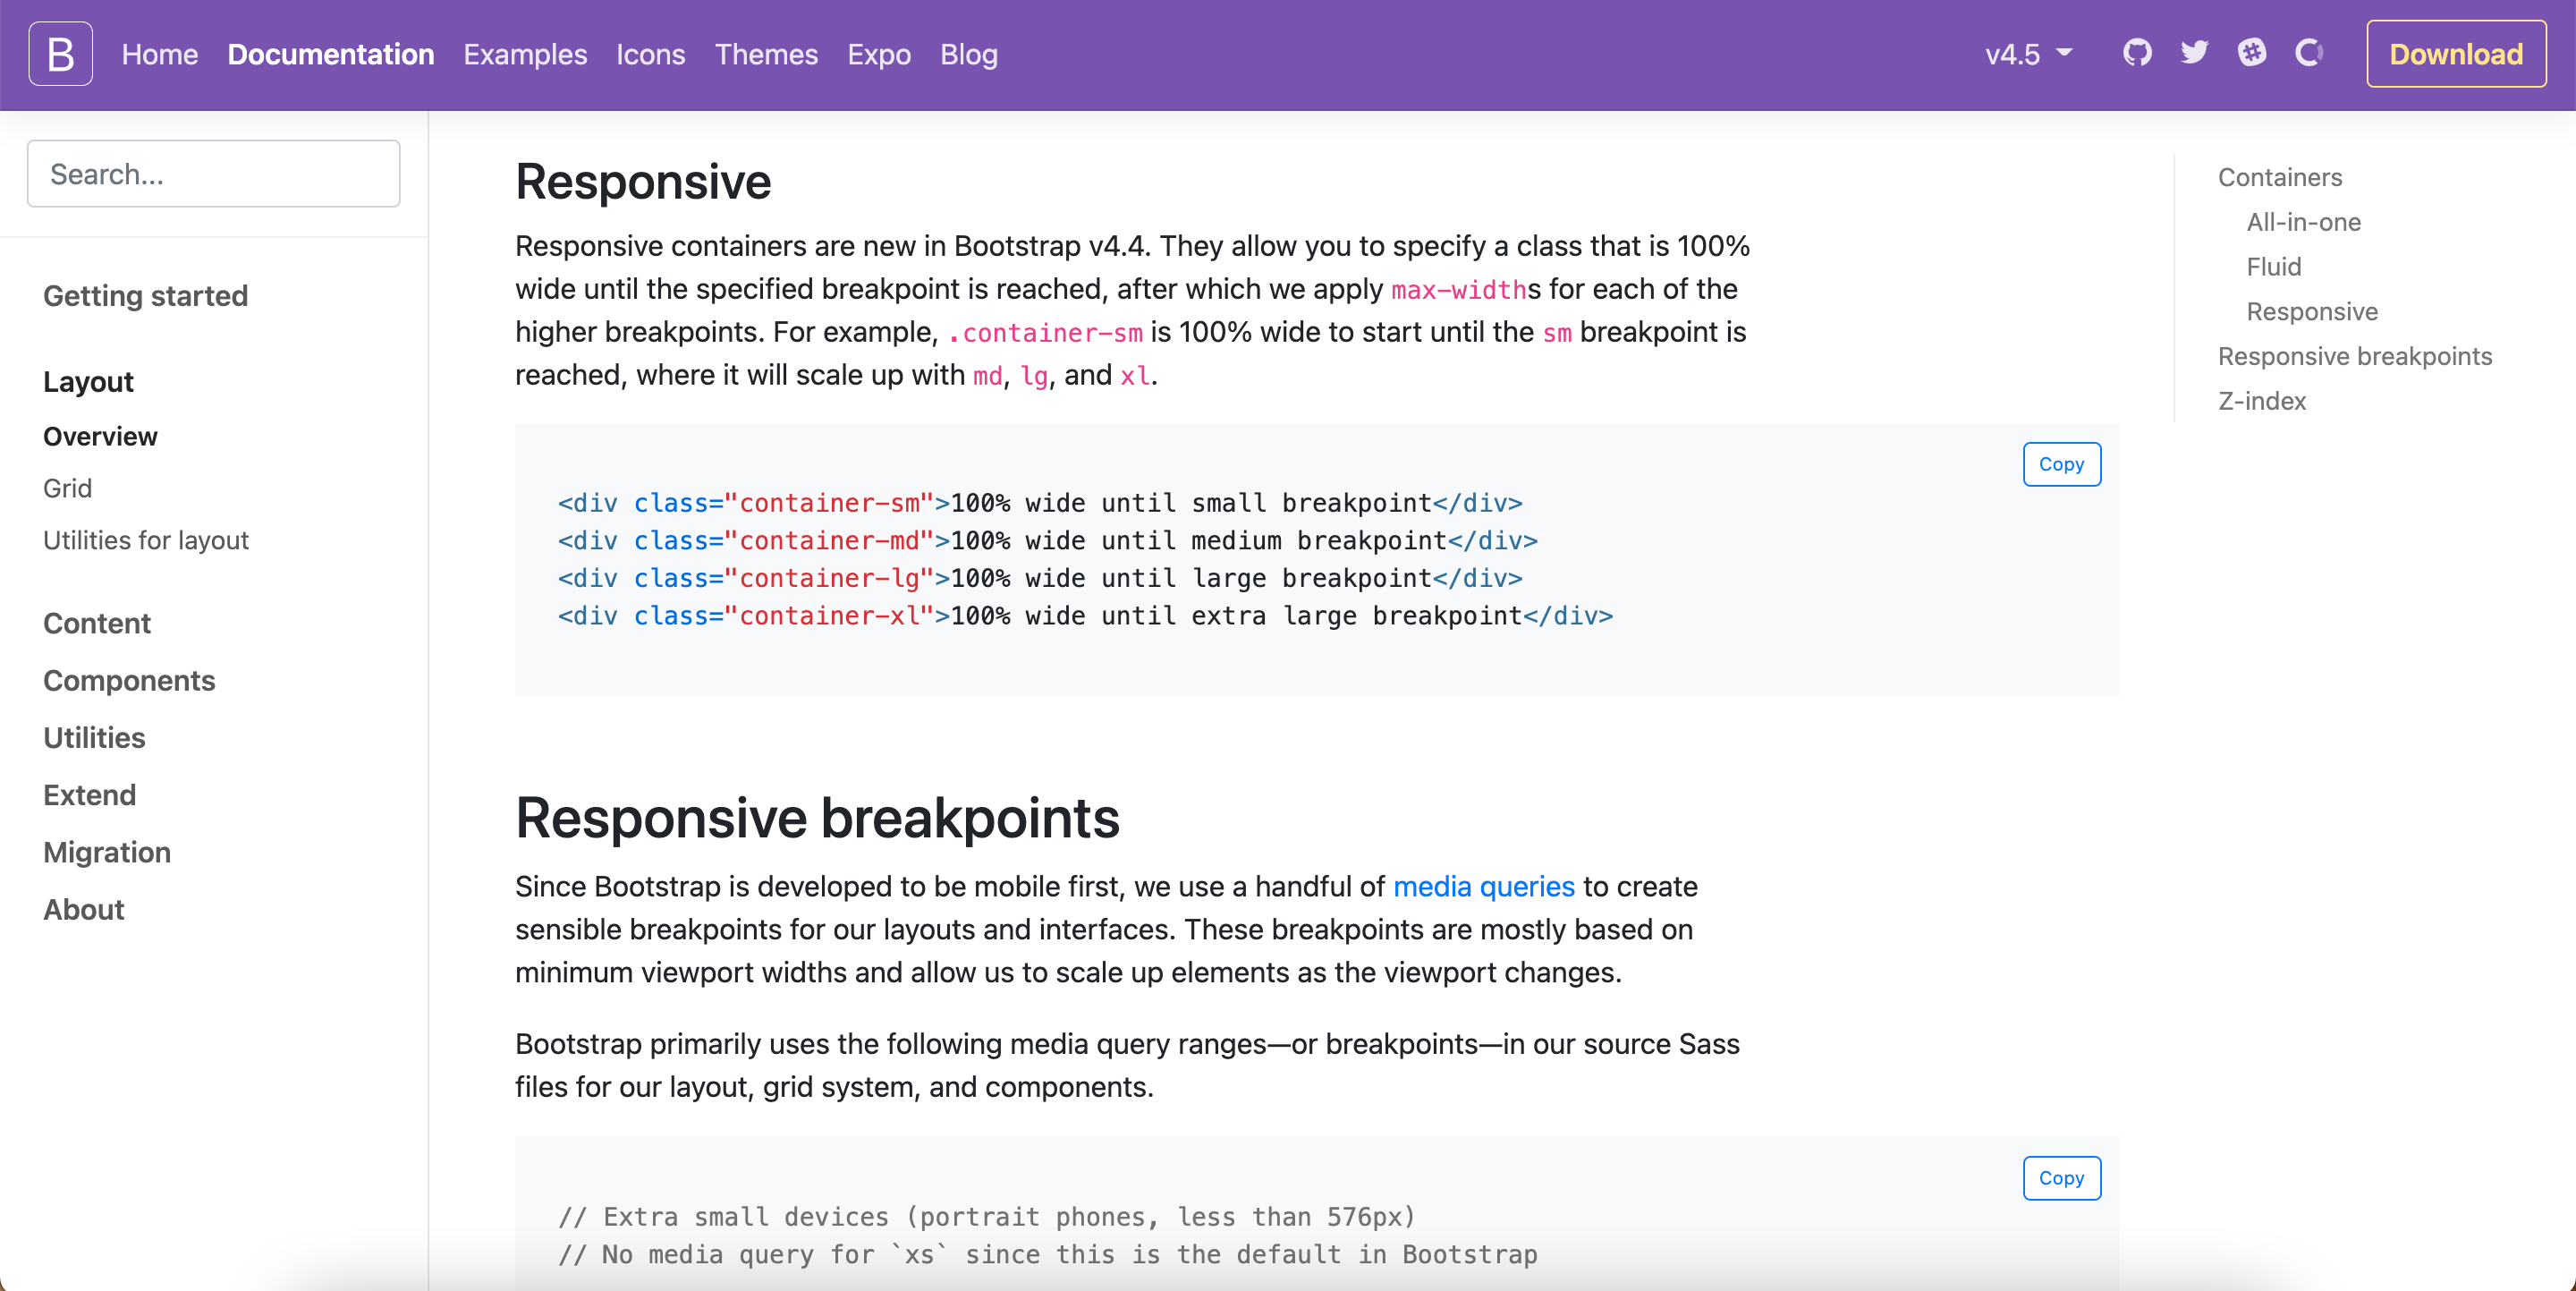 B Home Documentation Examples Icons Themes Expo Blog v4.5 Download
Search...
Getting started
Layout
Overview
Grid
Utilities for layout
Content
Components
Utilities
Extend
Migration
About
Responsive
Responsive containers are new in Bootstrap v4.4. They allow you to specify a class that is 100%
wide until the specified breakpoint is reached, after which we apply max-widths for each of the
higher breakpoints. For example, .container-sm is 100% wide to start until the sm breakpoint is
reached, where it will scale up with md, lg, and xl.
Copy
<div class="container-sm">100% wide until small breakpoint</div>
<div class="container-md">100% wide until medium breakpoint</div>
<div class="container-lg">100% wide until large breakpoint</div>
<div class="container-xl">100% wide until extra large breakpoint</div>
Responsive breakpoints
Since Bootstrap is developed to be mobile first, we use a handful of media queries to create
sensible breakpoints for our layouts and interfaces. These breakpoints are mostly based on
minimum viewport widths and allow us to scale up elements as the viewport changes.
Bootstrap primarily uses the following media query ranges—or breakpoints—in our source Sass
files for our layout, grid system, and components.
Copy
// Extra small devices (portrait phones, less than 576px)
// No media query for `xs` since this is the default in Bootstrap
Containers
All-in-one
Fluid
Responsive
Responsive breakpoints
Z-index